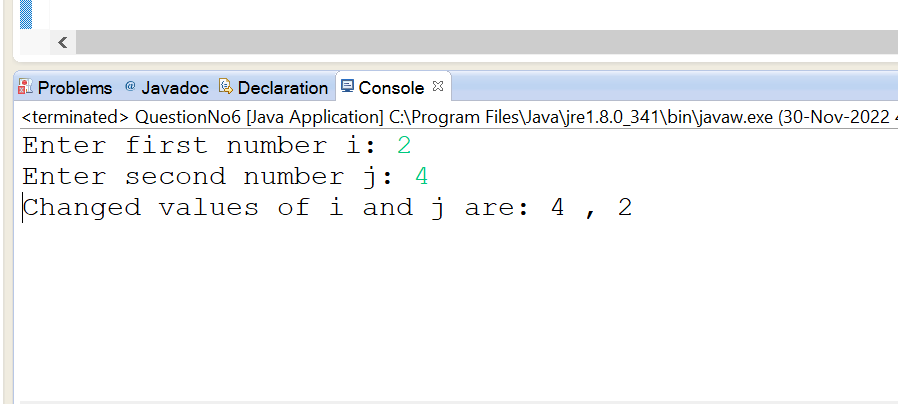 Problems @ Javadoc Declaration Console
<terminated> QuestionNo6 [Java Application] C:\Program Files\Java\jre1.8.0_341\bin\javaw.exe (30-Nov-2022 4
Enter first number i: 2
Enter second number j: 4
Changed values of i and j are: 4 , 2